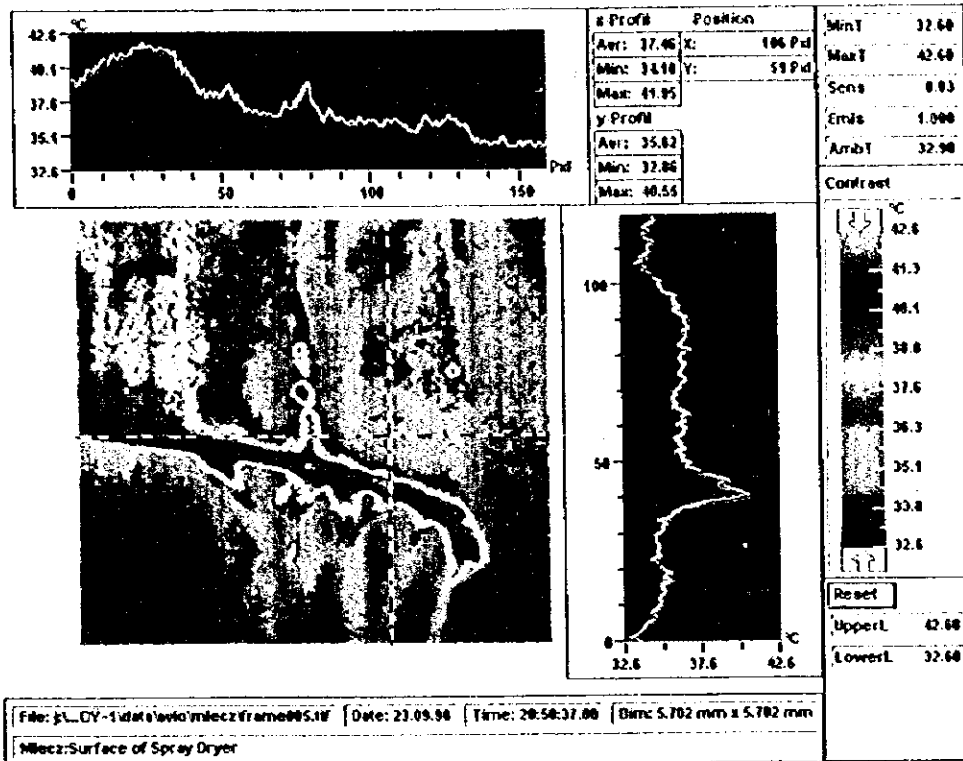 °C
42.6
40.1
37.6
35.1
32.6
0 50 100 150
Pixl
x-Profil Position
Aer: 37.46 X: 106 Pxl
Min: 34.10 Y: 59 Pxl
Max: 41.85
y-Profil
Aer: 35.62
Min: 32.86
Max: 40.55
MinT 32.60
MaxT 42.60
Sens 0.03
Emis 1.000
AmbT 32.90
Contrast
°C
42.6
41.3
40.1
38.8
37.6
36.3
35.1
33.8
32.6
Reset
UpperL 42.60
LowerL 32.60
100
50
0
°C
32.6 37.6 42.6
Date: 23.09.98 Time: 20:50:37.00 Dim: 5.702 mm x 5.702 mm
Mlecz:Surface of Spray Dryer